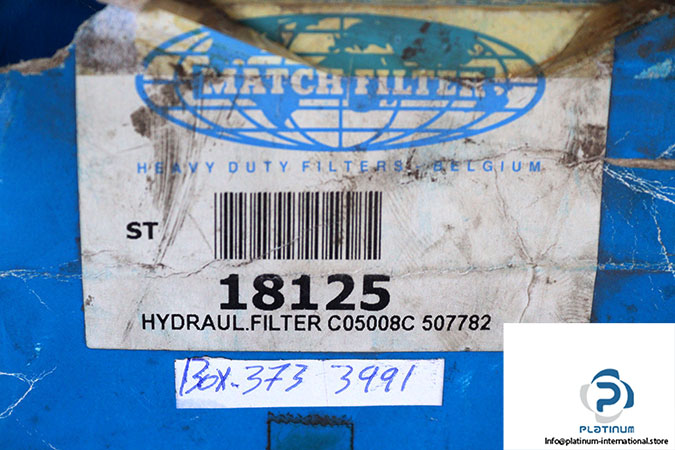 MATCH FILTER
HEAVY DUTY FILTERS BELGIUM
ST
18125
HYDRAUL.FILTER C05008C 507782
Box-373 3991
PLATINUM
Info@platinum-international.store